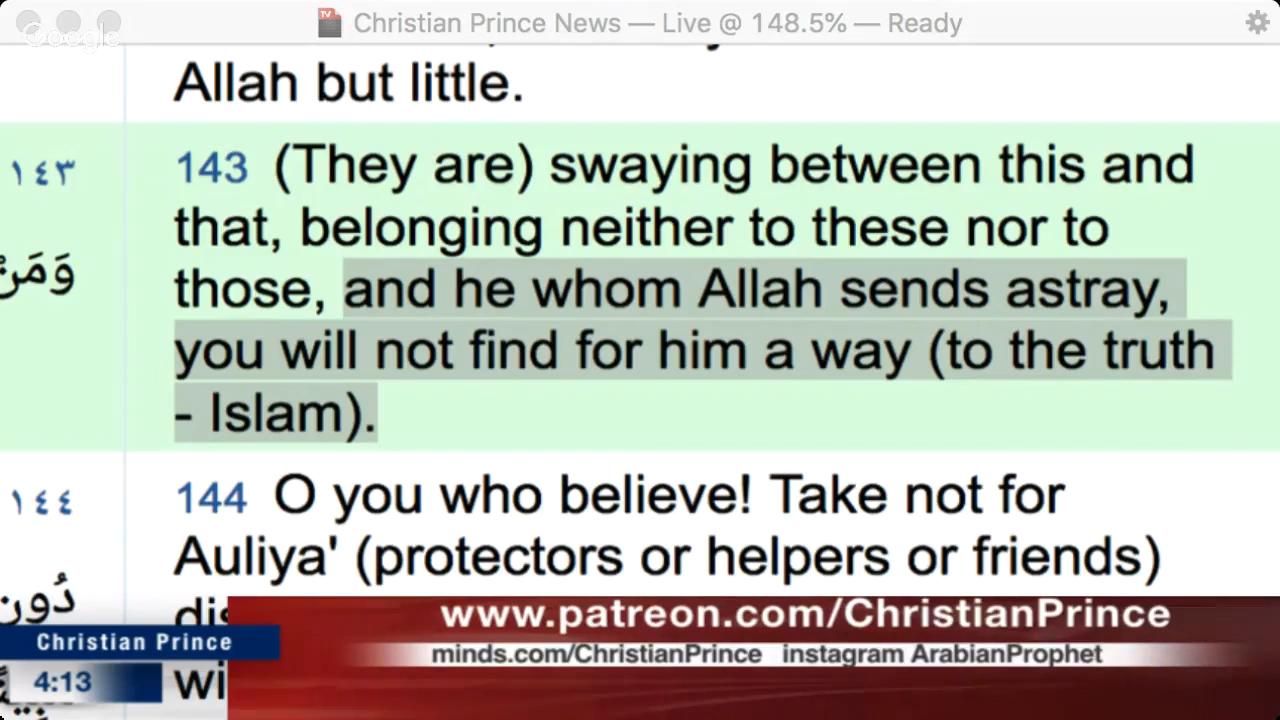 Christian Prince News — Live @ 148.5% — Ready
Google
TV
Allah but little.
١٤٣
143 (They are) swaying between this and
that, belonging neither to these nor to
those, and he whom Allah sends astray,
you will not find for him a way (to the truth
- Islam).
١٤٤
144 O you who believe! Take not for
Auliya' (protectors or helpers or friends)
دُونِ
www.patreon.com/ChristianPrince
Christian Prince
minds.com/ChristianPrince instagram ArabianProphet
4:13